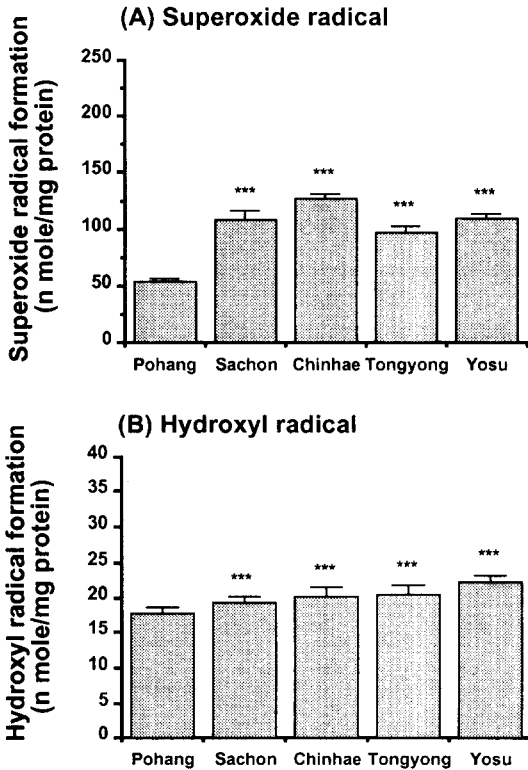 (A) Superoxide radical
Superoxide radical formation
(n mole/mg protein)
250
200
150
100
50
0
***
***
***
***
Pohang Sachon Chinhae Tongyong Yosu
(B) Hydroxyl radical
Hydroxyl radical formation
(n mole/mg protein)
40
35
30
25
20
15
10
5
0
***
***
***
***
Pohang Sachon Chinhae Tongyong Yosu